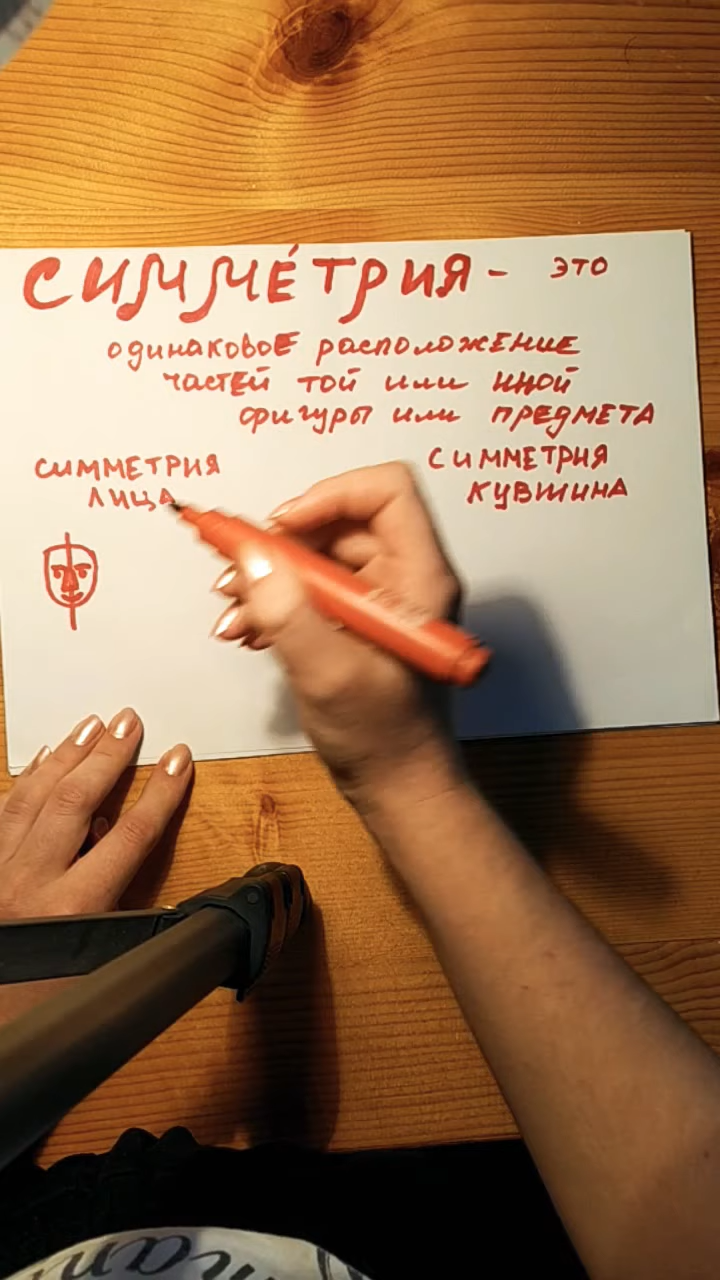 СИММЕ́ТРИЯ - ЭТО
одинаковоЕ расположЕНИЕ
частЕй той или иной
фигуры или прЕдмЕта
СИММЕТРИЯ
ЛИЦА
СИММЕТРИЯ
КУВШИНА